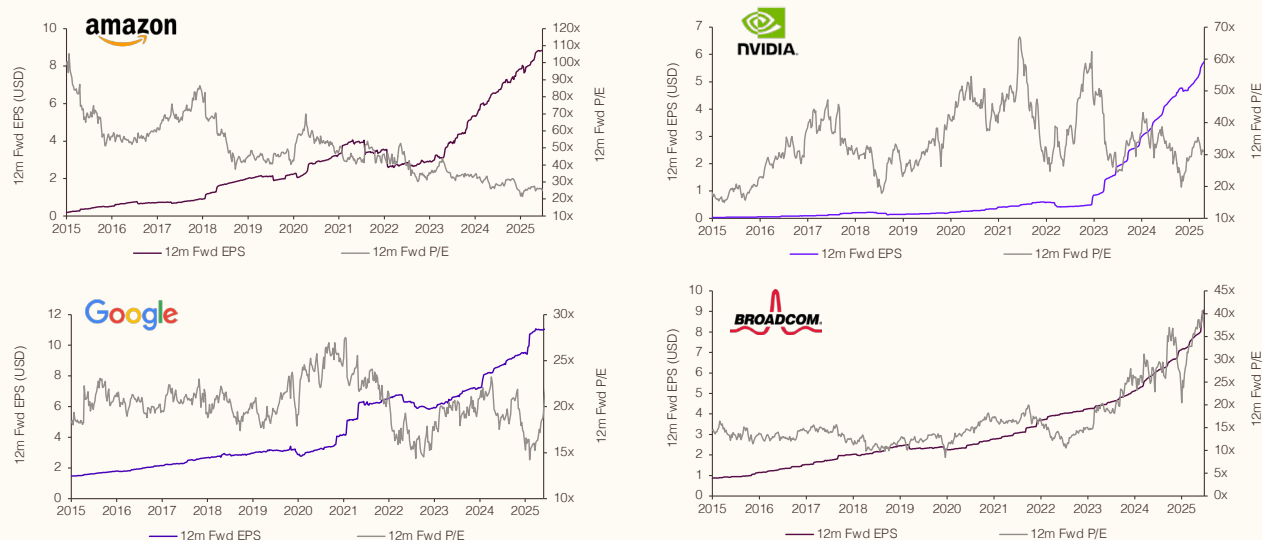 amazon
12m Fwd EPS (USD)
10
8
6
4
2
0
120x
110x
100x
90x
80x
70x
60x
50x
40x
30x
20x
10x
12m Fwd P/E
2015 2016 2017 2018 2019 2020 2021 2022 2023 2024 2025
12m Fwd EPS 12m Fwd P/E
NVIDIA.
12m Fwd EPS (USD)
7
6
5
4
3
2
1
0
70x
60x
50x
40x
30x
20x
10x
12m Fwd P/E
2015 2016 2017 2018 2019 2020 2021 2022 2023 2024 2025
12m Fwd EPS 12m Fwd P/E
Google
12m Fwd EPS (USD)
12
10
8
6
4
2
0
30x
25x
20x
15x
10x
12m Fwd P/E
2015 2016 2017 2018 2019 2020 2021 2022 2023 2024 2025
12m Fwd EPS 12m Fwd P/E
BROADCOM.
12m Fwd EPS (USD)
10
9
8
7
6
5
4
3
2
1
0
45x
40x
35x
30x
25x
20x
15x
10x
5x
0x
12m Fwd P/E
2015 2016 2017 2018 2019 2020 2021 2022 2023 2024 2025
12m Fwd EPS 12m Fwd P/E